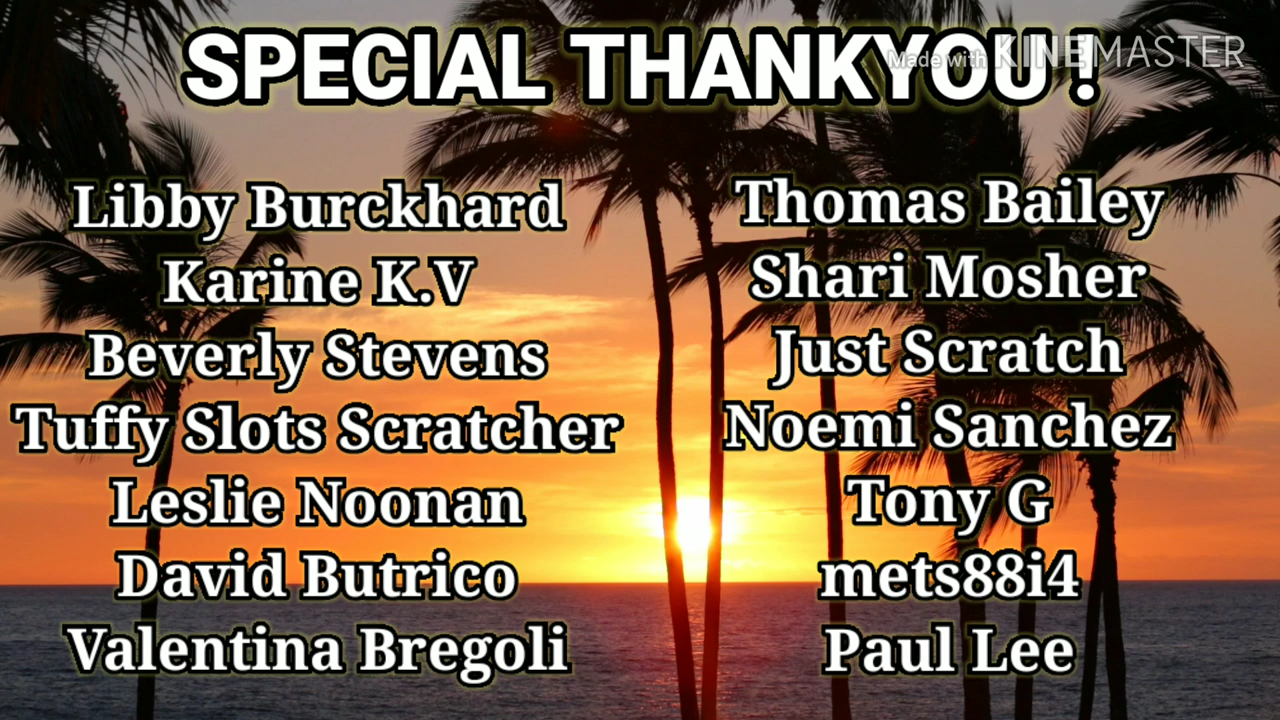 SPECIAL THANKYOU !
Made with KINEMASTER
Libby Burckhard
Karine K.V
Beverly Stevens
Tuffy Slots Scratcher
Leslie Noonan
David Butrico
Valentina Bregoli
Thomas Bailey
Shari Mosher
Just Scratch
Noemi Sanchez
Tony G
mets88i4
Paul Lee